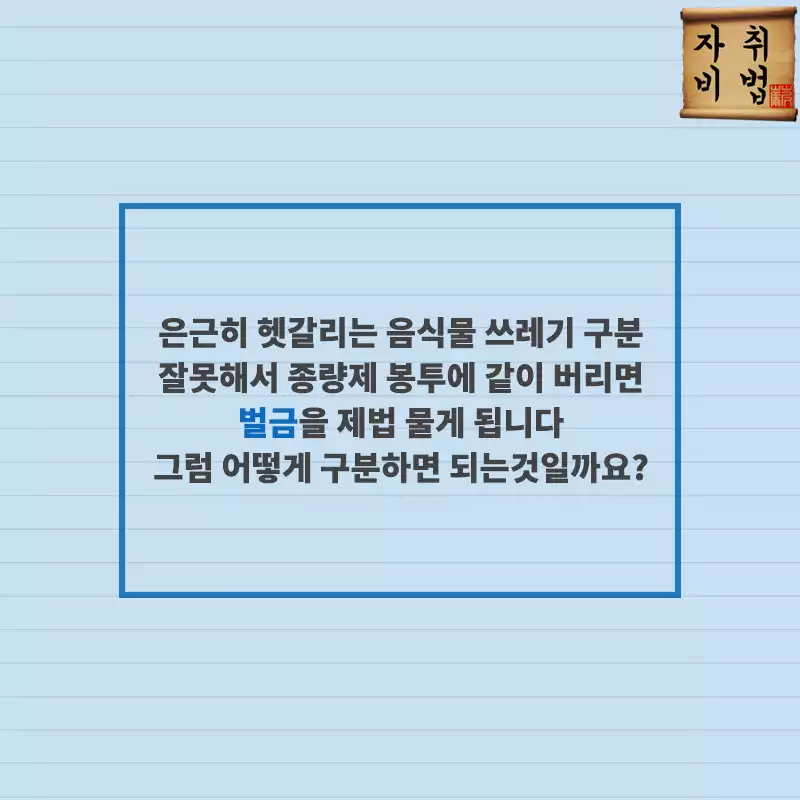 자취
비법
은근히 헷갈리는 음식물 쓰레기 구분
잘못해서 종량제 봉투에 같이 버리면
벌금을 제법 물게 됩니다
그럼 어떻게 구분하면 되는것일까요?